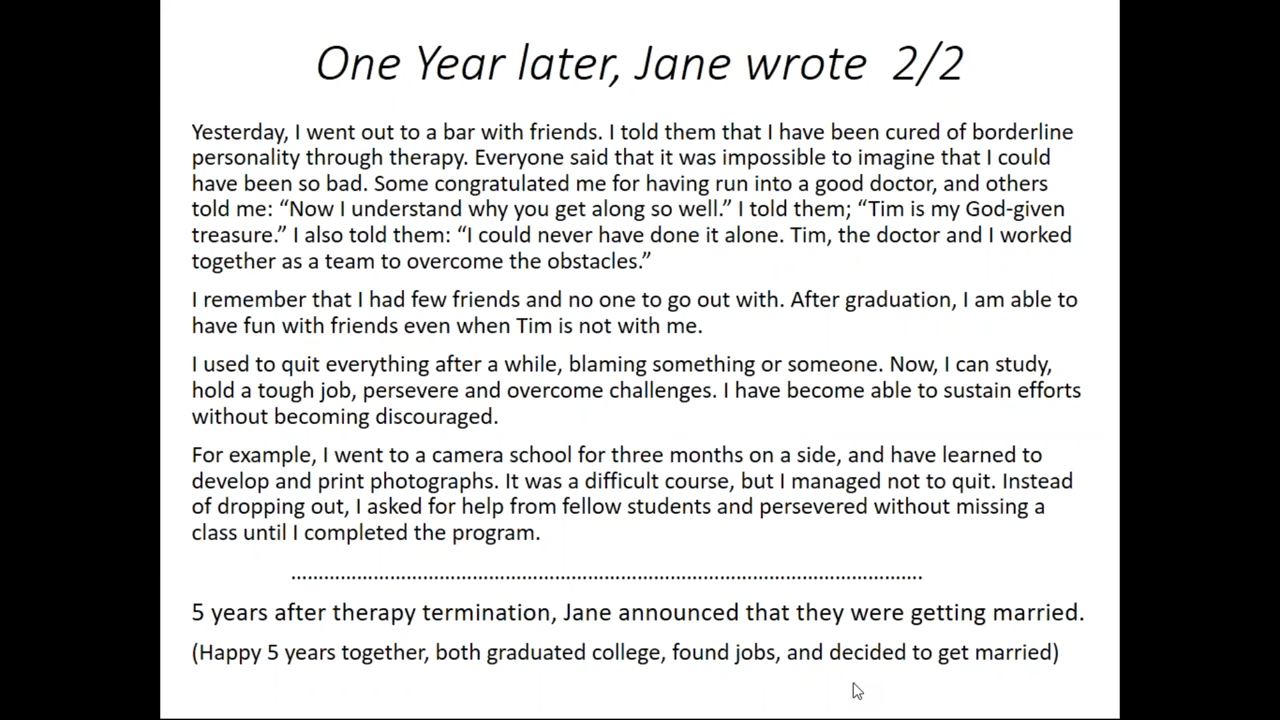 One Year later, Jane wrote 2/2
Yesterday, I went out to a bar with friends. I told them that I have been cured of borderline
personality through therapy. Everyone said that it was impossible to imagine that I could
have been so bad. Some congratulated me for having run into a good doctor, and others
told me: “Now I understand why you get along so well.” I told them; “Tim is my God-given
treasure.” I also told them: “I could never have done it alone. Tim, the doctor and I worked
together as a team to overcome the obstacles.”
I remember that I had few friends and no one to go out with. After graduation, I am able to
have fun with friends even when Tim is not with me.
I used to quit everything after a while, blaming something or someone. Now, I can study,
hold a tough job, persevere and overcome challenges. I have become able to sustain efforts
without becoming discouraged.
For example, I went to a camera school for three months on a side, and have learned to
develop and print photographs. It was a difficult course, but I managed not to quit. Instead
of dropping out, I asked for help from fellow students and persevered without missing a
class until I completed the program.
……………………………………………………………………………………………………….
5 years after therapy termination, Jane announced that they were getting married.
(Happy 5 years together, both graduated college, found jobs, and decided to get married)